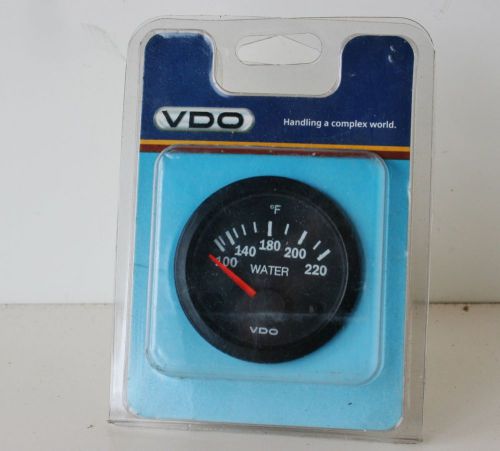 VDO
Handling a complex world.
°F
100 140 180 200 220
WATER
VDO